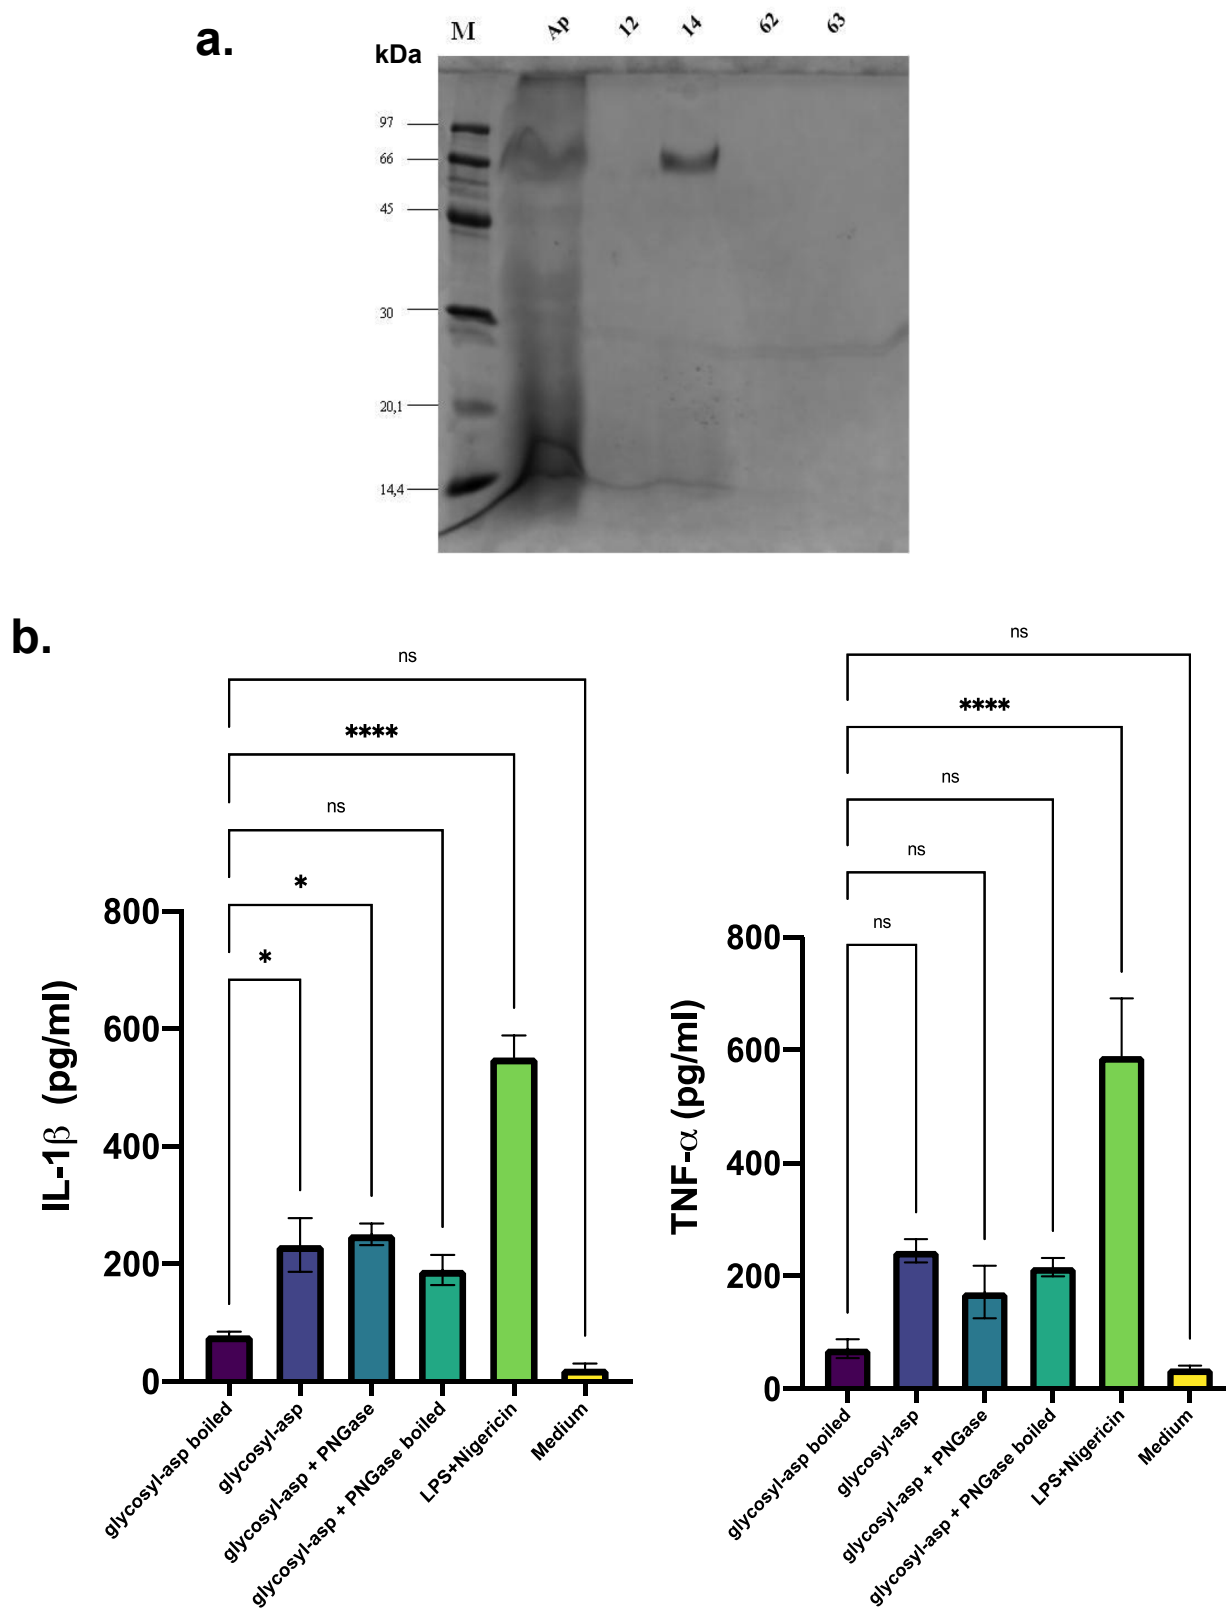 a.
M Ap 12 14 62 63
kDa
97
66
45
30
20,1
14,4
b.
ns
****
ns
*
*
800
600
400
200
0
IL-1β (pg/ml)
glycosyl-asp boiled
glycosyl-asp
glycosyl-asp + PNGase
glycosyl-asp + PNGase boiled
LPS+Nigericin
Medium
ns
****
ns
ns
ns
800
600
400
200
0
TNF-α (pg/ml)
glycosyl-asp boiled
glycosyl-asp
glycosyl-asp + PNGase
glycosyl-asp + PNGase boiled
LPS+Nigericin
Medium